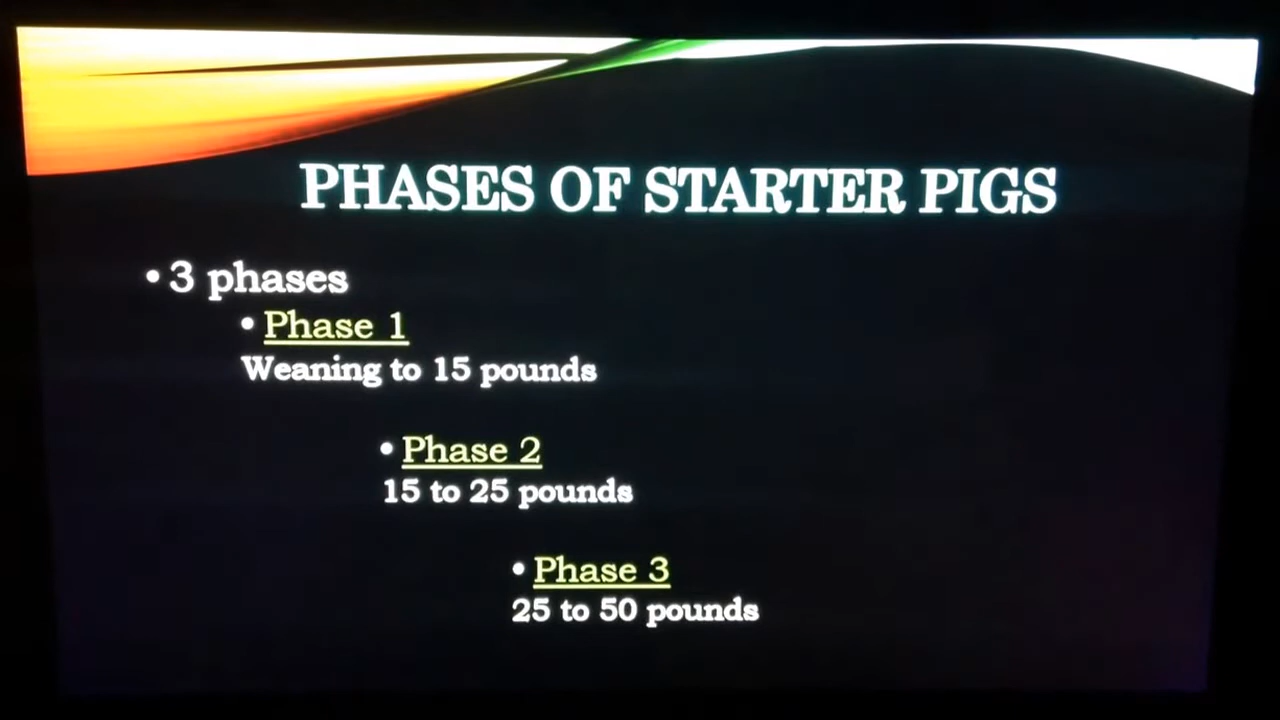 PHASES OF STARTER PIGS
• 3 phases
• Phase 1
Weaning to 15 pounds
• Phase 2
15 to 25 pounds
• Phase 3
25 to 50 pounds